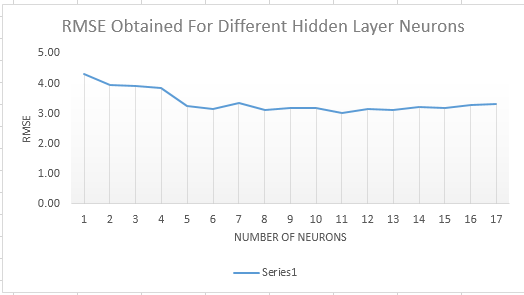 RMSE Obtained For Different Hidden Layer Neurons
5.00
4.00
3.00
2.00
1.00
0.00
RMSE
1 2 3 4 5 6 7 8 9 10 11 12 13 14 15 16 17
NUMBER OF NEURONS
Series1